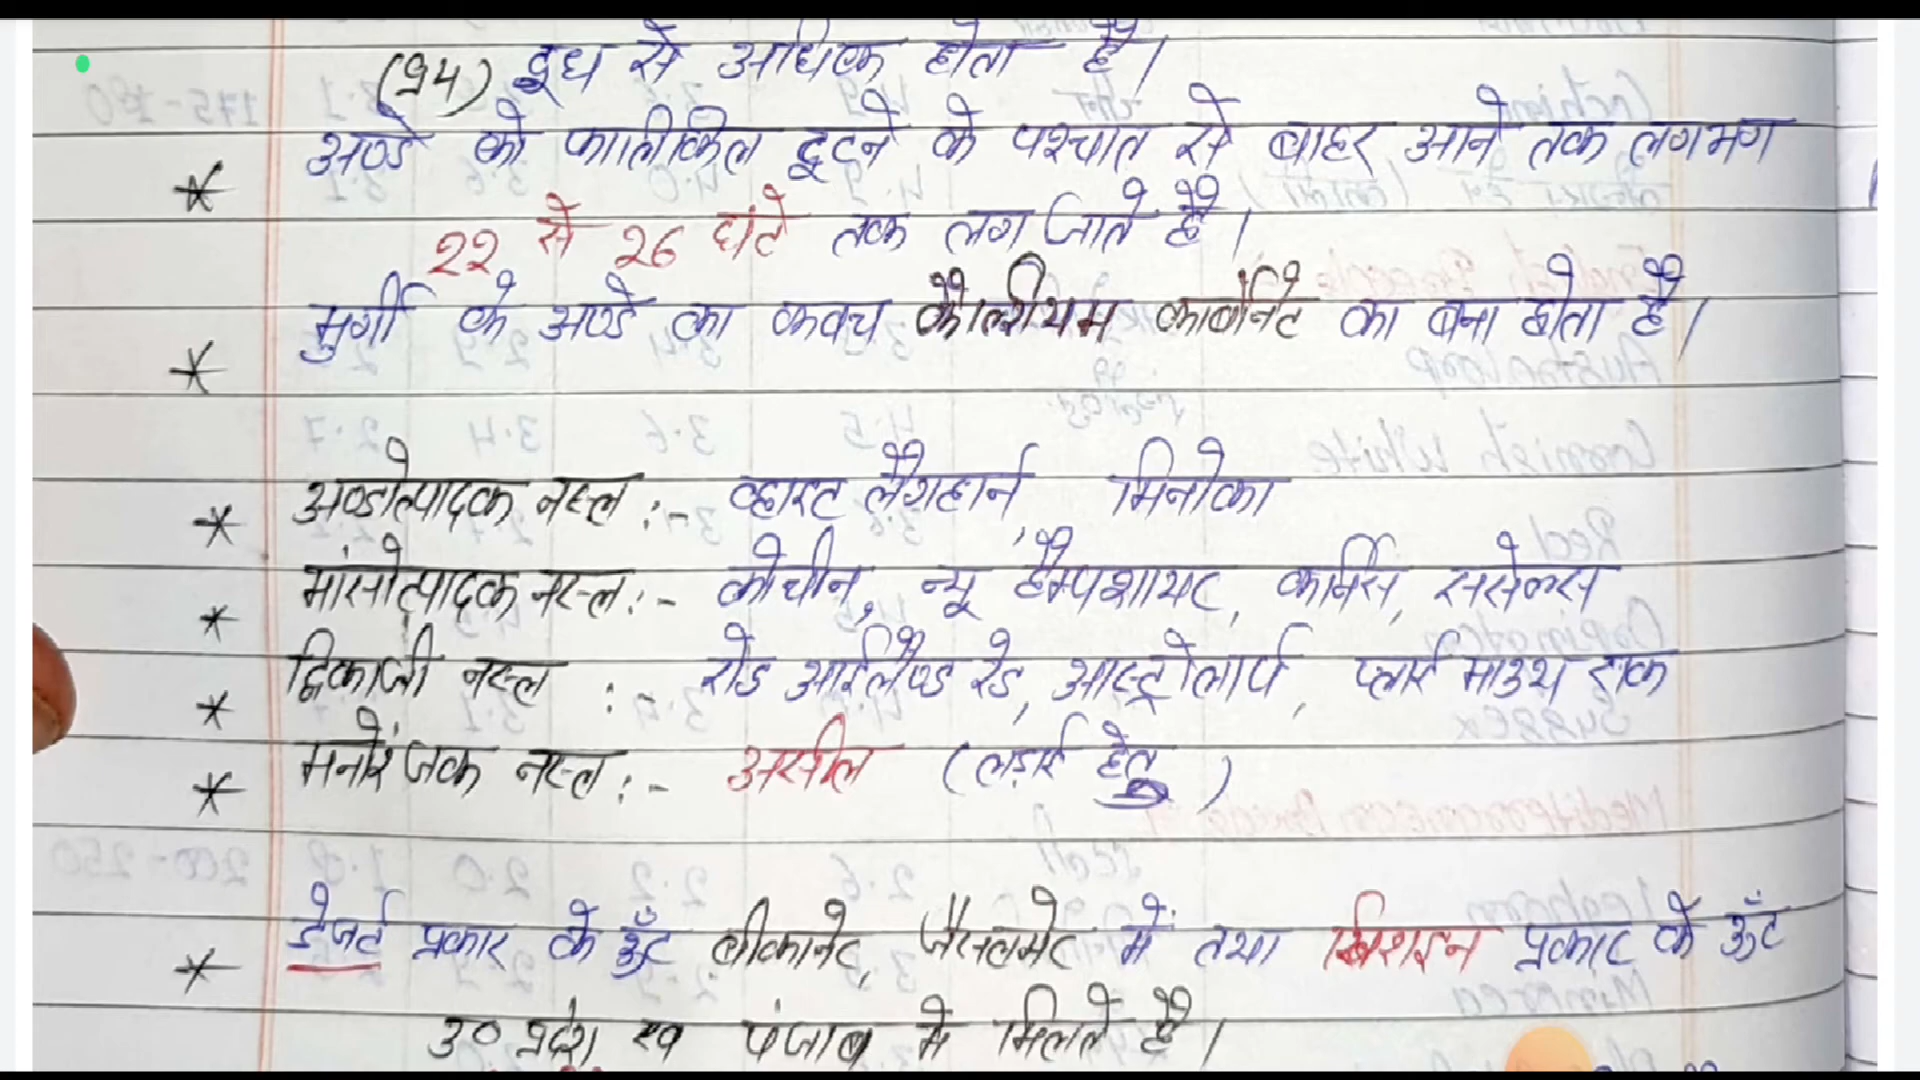 (94) दूध से अधिक होता है।
* अण्डे को फालीकिल टूटने के पश्चात से बाहर आने तक लगभग
22 से 26 घंटे तक लग जाते है।
* मुर्गी के अण्डे का कवच कैल्शीयम कार्बोनेट का बना होता है।
* अण्डोत्पादक नस्ल :- व्हाइट लैगहार्न, मिनोर्का
* मांसोत्पादक नस्ल :- कोचीन, न्यू हैम्पशायर, कार्निस, ससेक्स
* द्विकाजी नस्ल :- रोड आईलैण्ड रेड, आस्ट्रोलार्प, प्लाई माउथ राक
* मनोरंजक नस्ल :- असील (लड़ाई हेतु)
* डेजर्ट प्रकार के ऊँट बीकानेर, जैसलमेर में तथा प्रकार के ऊँट
उ० प्रदेश एव पंजाब मे मिलते है।